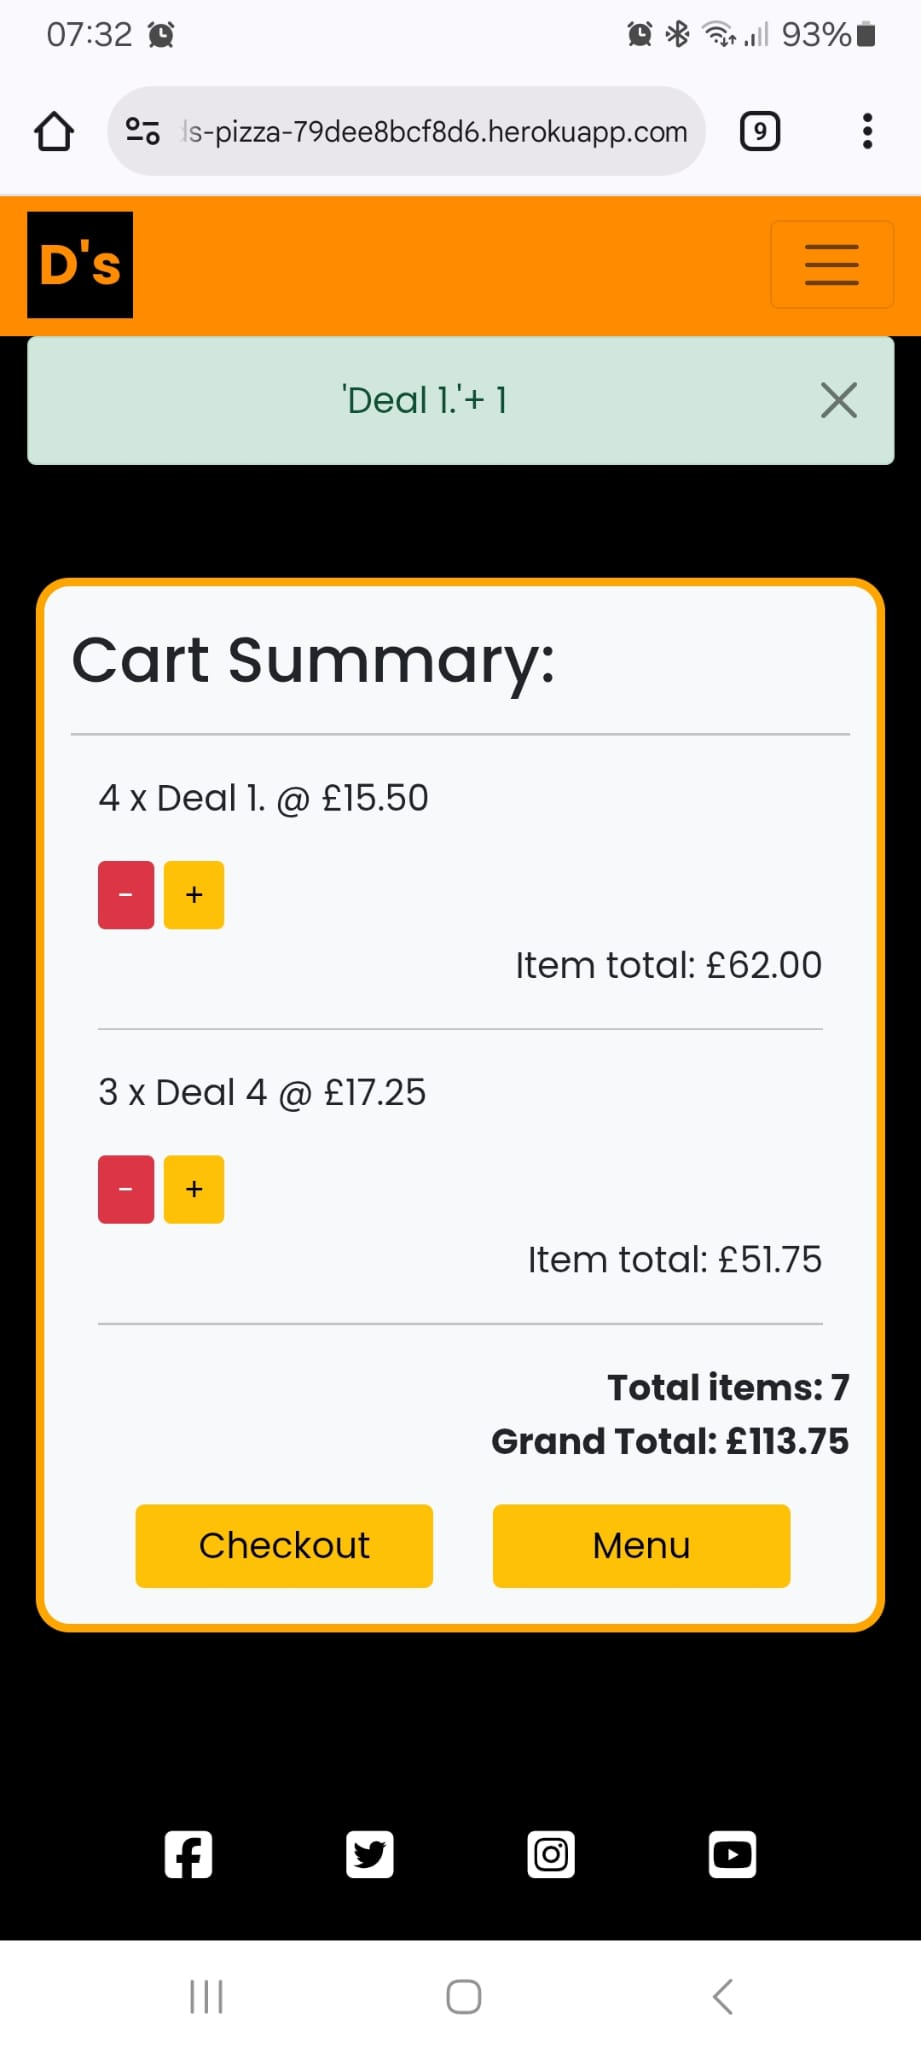 07:32
93%
ds-pizza-79dee8bcf8d6.herokuapp.com
9
D's
'Deal 1.'+ 1
Cart Summary:
4 x Deal 1. @ £15.50
-
+
Item total: £62.00
3 x Deal 4 @ £17.25
-
+
Item total: £51.75
Total items: 7
Grand Total: £113.75
Checkout
Menu